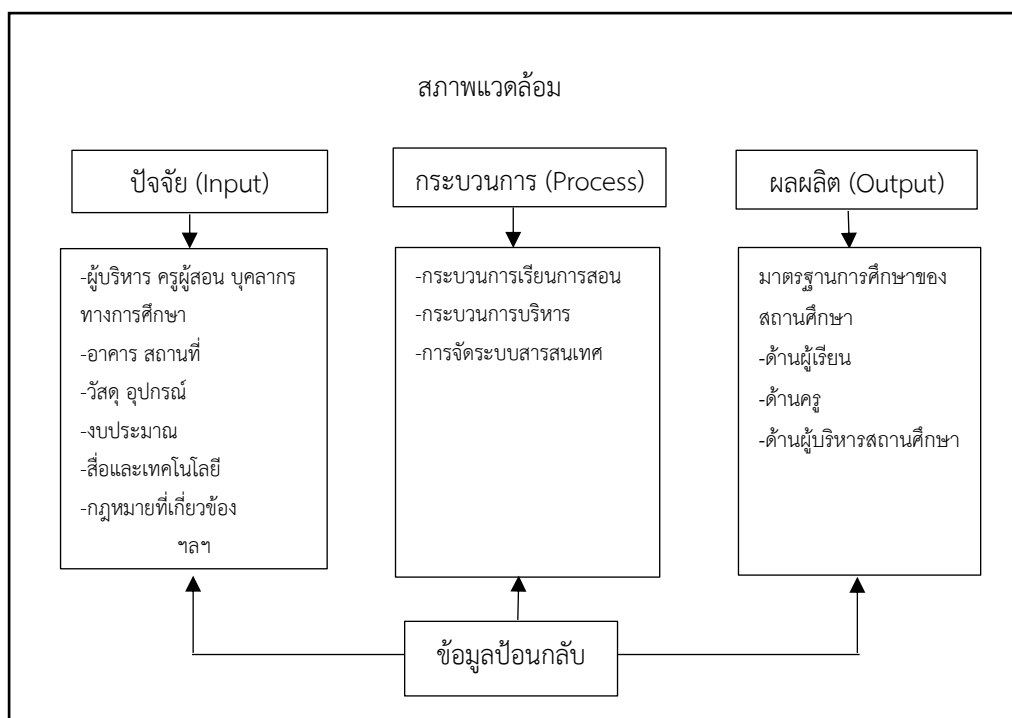 สภาพแวดล้อม
ปัจจัย (Input)
-ผู้บริหาร ครูผู้สอน บุคลากร
ทางการศึกษา
-อาคาร สถานที่
-วัสดุ อุปกรณ์
-งบประมาณ
-สื่อและเทคโนโลยี
-กฎหมายที่เกี่ยวข้อง
ฯลฯ
กระบวนการ (Process)
-กระบวนการเรียนการสอน
-กระบวนการบริหาร
-การจัดระบบสารสนเทศ
ผลผลิต (Output)
มาตรฐานการศึกษาของ
สถานศึกษา
-ด้านผู้เรียน
-ด้านครู
-ด้านผู้บริหารสถานศึกษา
ข้อมูลป้อนกลับ